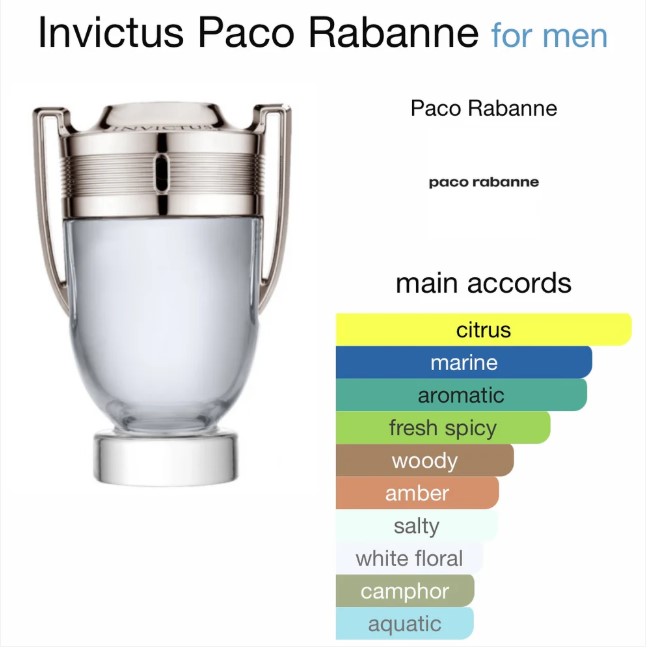 Invictus Paco Rabanne for men
INVICTUS
Paco Rabanne
paco rabanne
main accords
citrus
marine
aromatic
fresh spicy
woody
amber
salty
white floral
camphor
aquatic